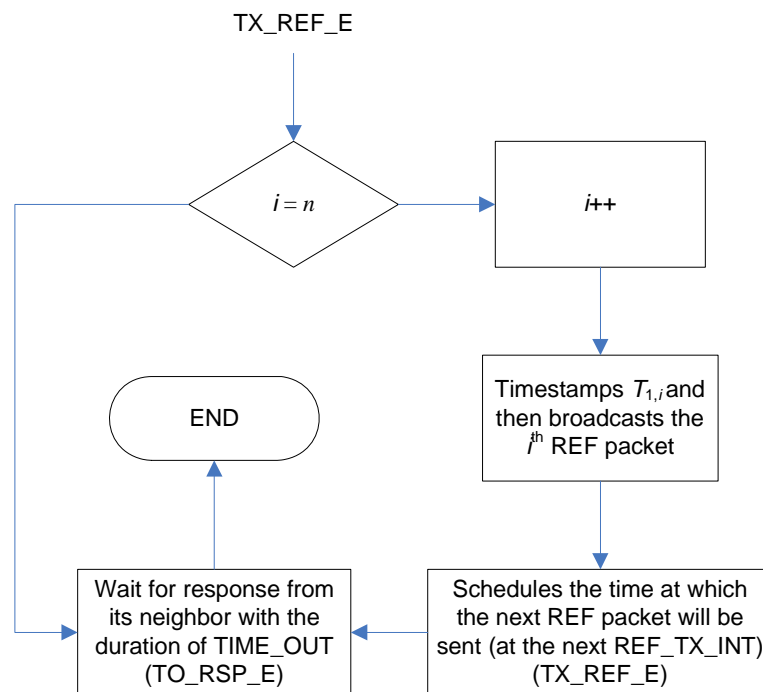 TX_REF_E
i = n
i++
Timestamps T1,i and
then broadcasts the
ith REF packet
END
Wait for response from
its neighbor with the
duration of TIME_OUT
(TO_RSP_E)
Schedules the time at which
the next REF packet will be
sent (at the next REF_TX_INT)
(TX_REF_E)